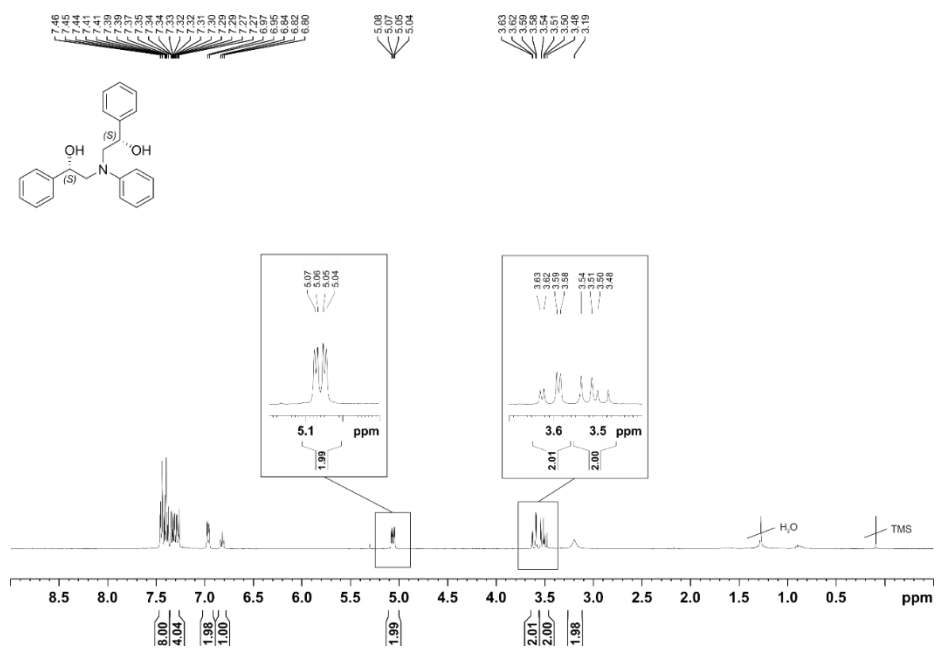 7.46 7.45 7.44 7.41 7.41 7.39 7.39 7.37 7.35 7.34 7.34 7.33 7.32 7.32 7.31 7.30 7.29 7.29 7.27 7.27 6.97 6.95 6.84 6.82 6.80
5.08 5.07 5.05 5.04
3.63 3.62 3.59 3.58 3.54 3.51 3.50 3.48 3.19
(S)
OH
OH
N
(S)
5.07 5.06 5.05 5.04
3.63 3.62 3.59 3.58 3.54 3.51 3.50 3.48
5.1 ppm
1.99
3.6 3.5 ppm
2.01 2.00
H2O
TMS
8.5 8.0 7.5 7.0 6.5 6.0 5.5 5.0 4.5 4.0 3.5 3.0 2.5 2.0 1.5 1.0 0.5 0.0 ppm
8.00 4.04 1.98 1.00 1.99 2.01 2.00 1.98